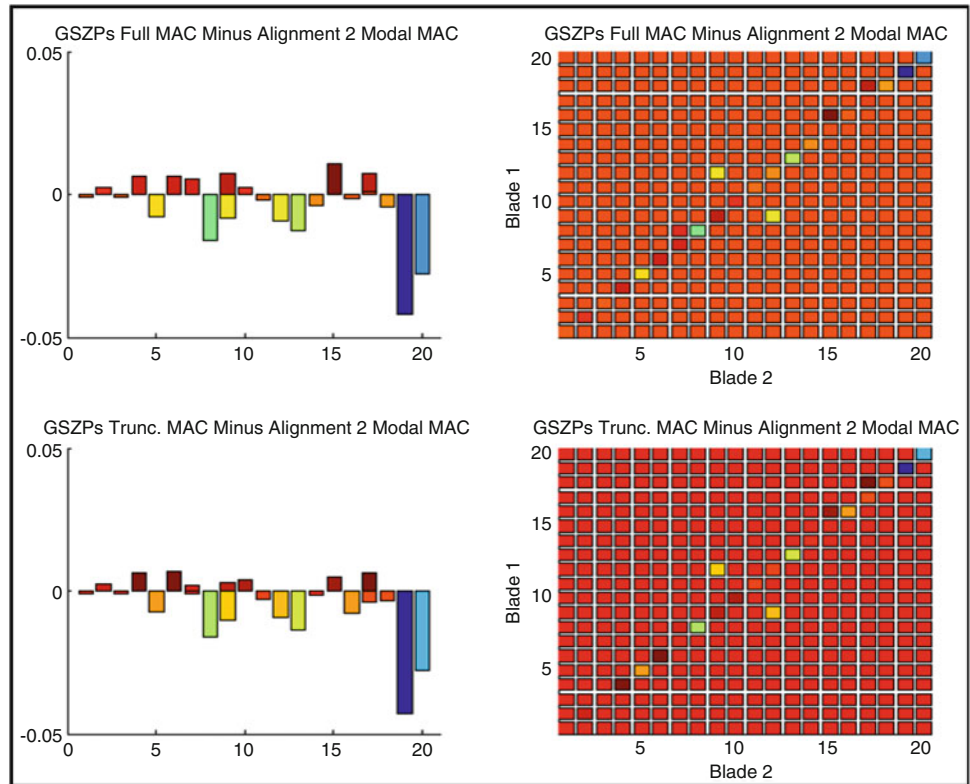 GSZPs Full MAC Minus Alignment 2 Modal MAC
0.05
0
-0.05
0 5 10 15 20
GSZPs Full MAC Minus Alignment 2 Modal MAC
20
15
10
5
Blade 1
5 10 15 20
Blade 2
GSZPs Trunc. MAC Minus Alignment 2 Modal MAC
0.05
0
-0.05
0 5 10 15 20
GSZPs Trunc. MAC Minus Alignment 2 Modal MAC
20
15
10
5
Blade 1
5 10 15 20
Blade 2